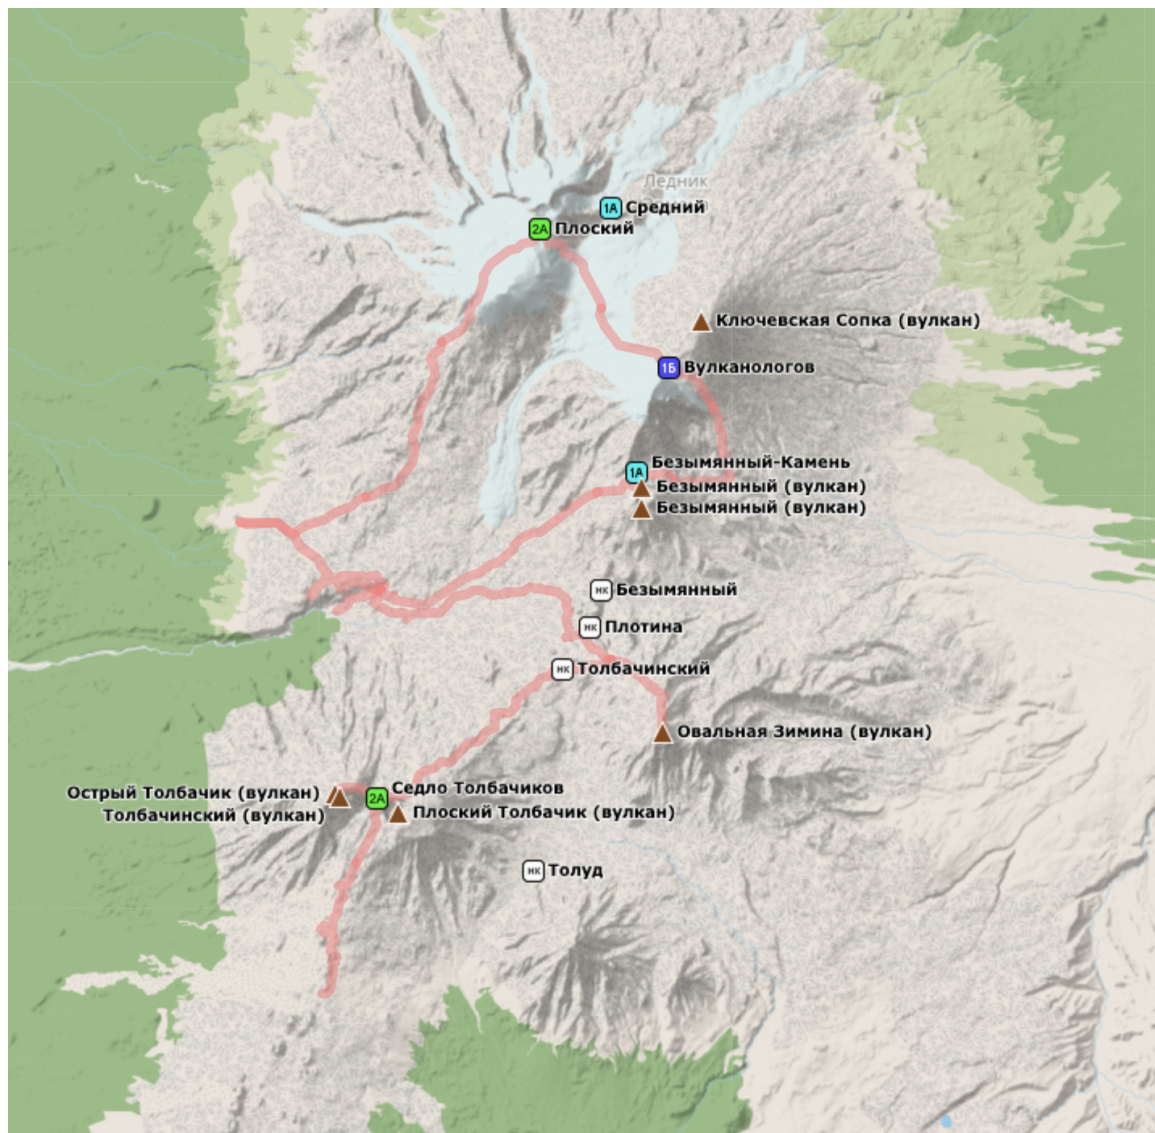 Ледник
1А Средний
2А Плоский
Ключевская Сопка (вулкан)
1Б Вулканологов
Безымянный-Камень
1А
Безымянный (вулкан)
Безымянный (вулкан)
нк Безымянный
нк Плотина
нк Толбачинский
Овальная Зимина (вулкан)
Седло Толбачиков
Острый Толбачик (вулкан)
2А
Плоский Толбачик (вулкан)
Толбачинский (вулкан)
нк Толуд